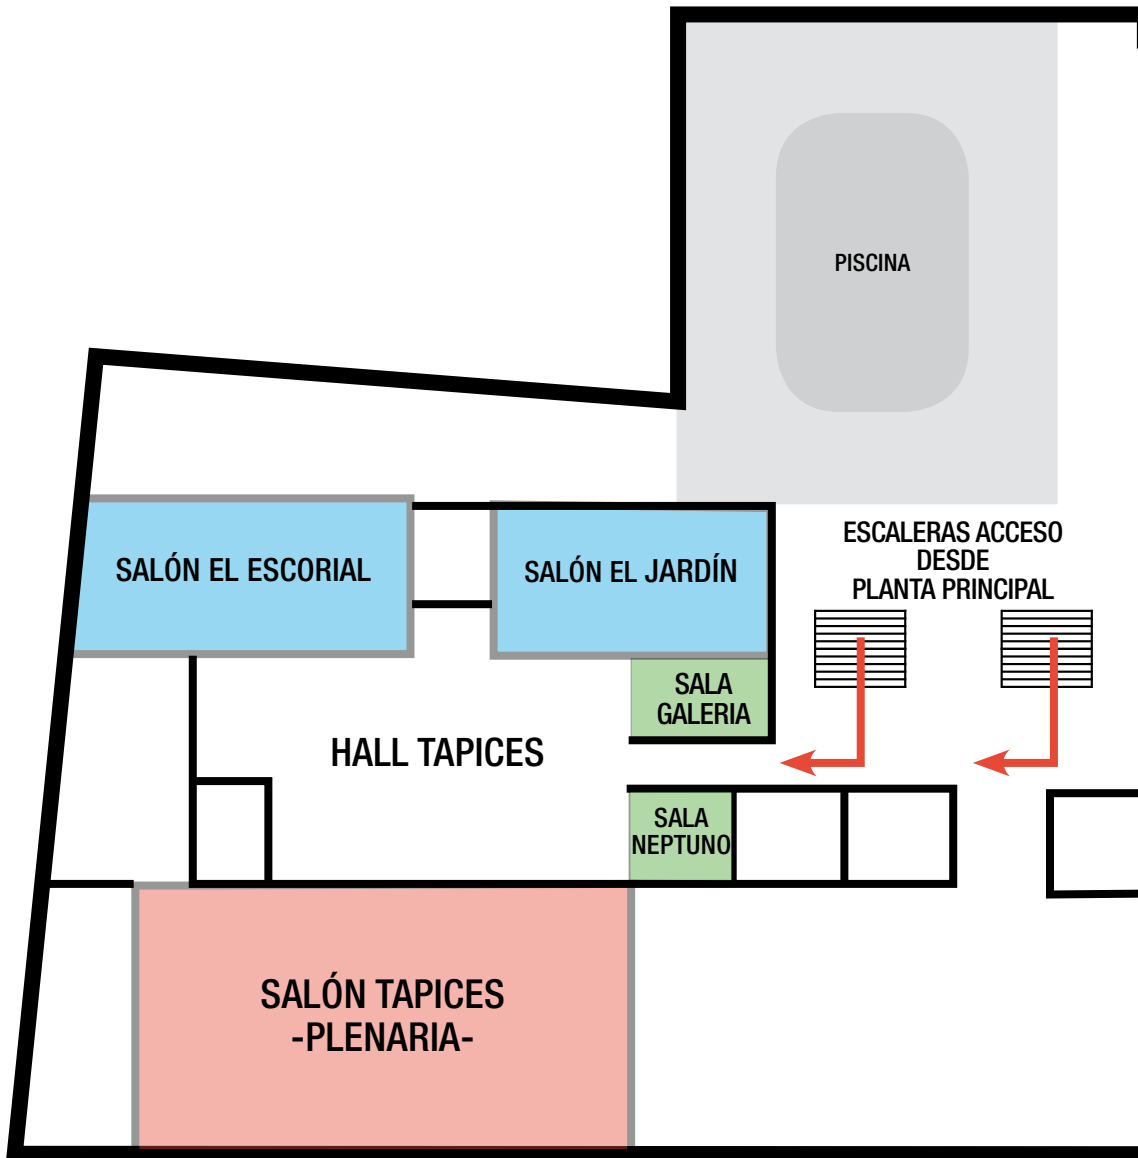 PISCINA
ESCALERAS ACCESO
DESDE
PLANTA PRINCIPAL
SALÓN EL ESCORIAL
SALÓN EL JARDÍN
SALA
GALERIA
HALL TAPICES
SALA
NEPTUNO
SALÓN TAPICES
-PLENARIA-